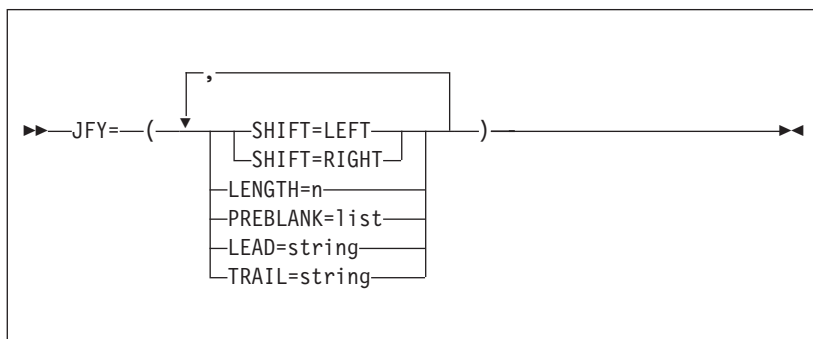 ,
JFY= ( SHIFT=LEFT )
SHIFT=RIGHT
LENGTH=n
PREBLANK=list
LEAD=string
TRAIL=string